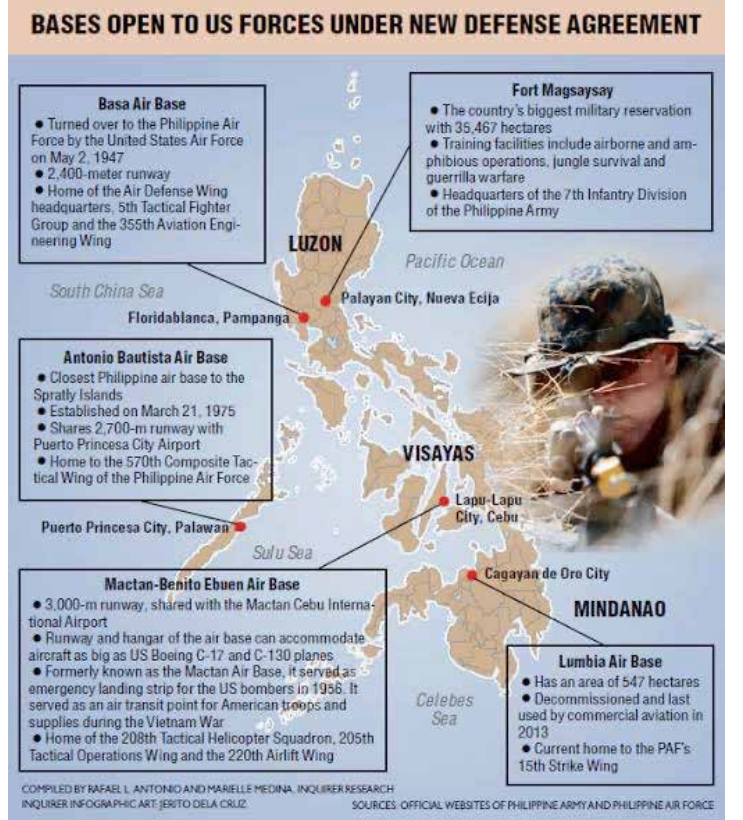 BASES OPEN TO US FORCES UNDER NEW DEFENSE AGREEMENT
Basa Air Base
● Turned over to the Philippine Air
Force by the United States Air Force
on May 2, 1947
● 2,400-meter runway
● Home of the Air Defense Wing
headquarters, 5th Tactical Fighter
Group and the 355th Aviation Engi-
neering Wing
Fort Magsaysay
● The country's biggest military reservation
with 35,467 hectares
● Training facilities include airborne and am-
phibious operations, jungle survival and
guerrilla warfare
● Headquarters of the 7th Infantry Division
of the Philippine Army
LUZON
Pacific Ocean
South China Sea
Palayan City, Nueva Ecija
Floridablanca, Pampanga
Antonio Bautista Air Base
● Closest Philippine air base to the
Spratly Islands
● Established on March 21, 1975
● Shares 2,700-m runway with
Puerto Princesa City Airport
● Home to the 570th Composite Tac-
tical Wing of the Philippine Air Force
VISAYAS
Lapu-Lapu
City, Cebu
Puerto Princesa City, Palawan
Sulu Sea
Cagayan de Oro City
MINDANAO
Mactan-Benito Ebuen Air Base
● 3,000-m runway, shared with the Mactan Cebu Interna-
tional Airport
● Runway and hangar of the air base can accommodate
aircraft as big as US Boeing C-17 and C-130 planes
● Formerly known as the Mactan Air Base, it served as
emergency landing strip for the US bombers in 1956. It
served as an air transit point for American troops and
supplies during the Vietnam War
● Home of the 208th Tactical Helicopter Squadron, 205th
Tactical Operations Wing and the 220th Airlift Wing
Celebes
Sea
Lumbia Air Base
● Has an area of 547 hectares
● Decommissioned and last
used by commercial aviation in
2013
● Current home to the PAF's
15th Strike Wing
COMPILED BY RAFAEL L. ANTONIO AND MARIELLE MEDINA, INQUIRER RESEARCH
INQUIRER INFOGRAPHIC ART: JERITO DELA CRUZ
SOURCES: OFFICIAL WEBSITES OF PHILIPPINE ARMY AND PHILIPPINE AIR FORCE